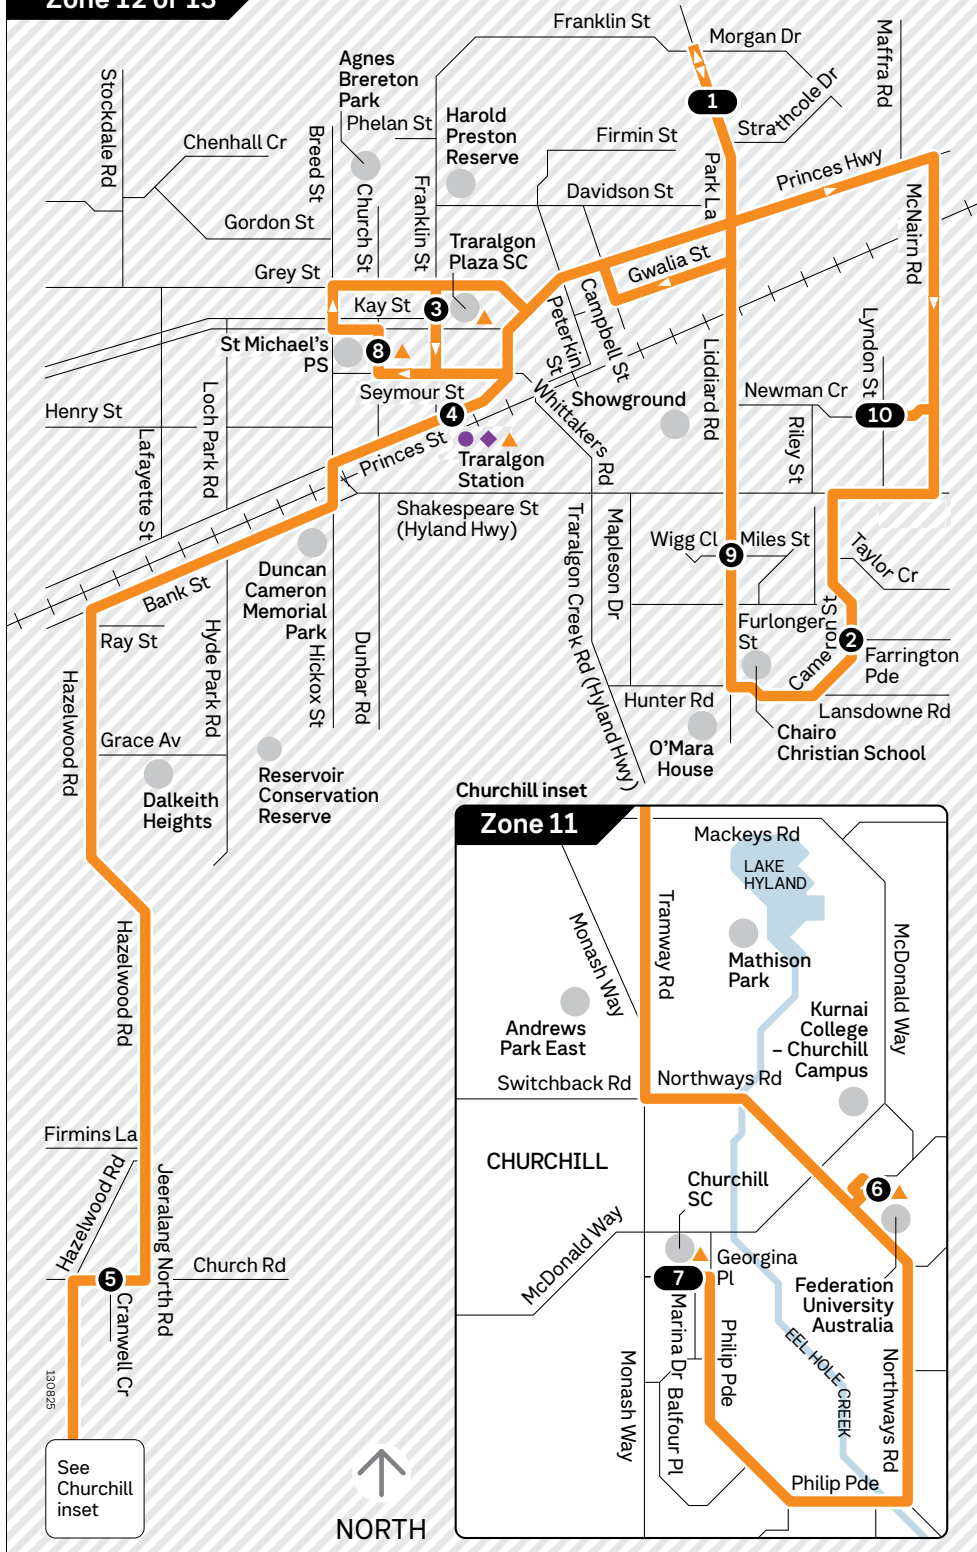 Zone 12 or 13
Franklin St
Morgan Dr
Maffra Rd
Agnes
Brereton
Park
Stockdale Rd
Phelan St
Harold
Preston
Reserve
1
Strathcole Dr
Chenhall Cr
Breed St
Firmin St
Park La
Princes Hwy
Church St
Franklin St
Davidson St
McNairn Rd
Gordon St
Traralgon
Plaza SC
Grey St
Gwalia St
Kay St
3
Campbell St
Peterkin
St
Lyndon St
St Michael's
PS
8
Liddiard Rd
Seymour St
Newman Cr
Whittakers Rd
Showground
Henry St
Loch Park Rd
4
10
Lafayette St
Princes St
Riley St
Traralgon
Station
Shakespeare St
(Hyland Hwy)
Traralgon Creek Rd (Hyland Hwy)
Mapleson Dr
Wigg Cl
9
Miles St
Taylor Cr
Duncan
Cameron
Memorial
Park
Bank St
Furlonger
St
Cameron St
2
Farrington
Pde
Ray St
Hyde Park Rd
Hickox St
Dunbar Rd
Hazelwood Rd
Hunter Rd
Lansdowne Rd
Grace Av
O'Mara
House
Chairo
Christian School
Dalkeith
Heights
Reservoir
Conservation
Reserve
Churchill inset
Zone 11
Mackeys Rd
LAKE
HYLAND
Tramway Rd
Monash Way
McDonald Way
Hazelwood Rd
Mathison
Park
Andrews
Park East
Kurnai
College
– Churchill
Campus
Switchback Rd
Northways Rd
Firmins La
Hazelwood Rd
CHURCHILL
Churchill
SC
6
Jeeralang North Rd
McDonald Way
Church Rd
5
Georgina
Pl
7
Federation
University
Australia
Cranwell Cr
Marina Dr
Philip Pde
EEL HOLE CREEK
Northways Rd
130825
Monash Way
Balfour Pl
See
Churchill
inset
Philip Pde
NORTH